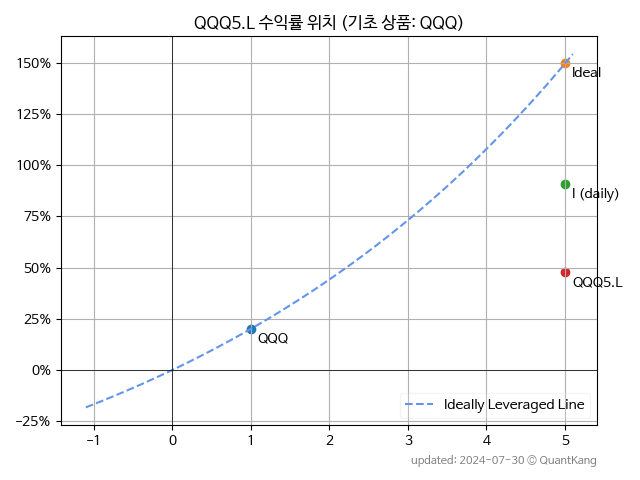 QQQ5.L 수익률 위치 (기초 상품: QQQ)
150%
125%
100%
75%
50%
25%
0%
−25%
Ideal
I (daily)
QQQ5.L
QQQ
Ideally Leveraged Line
−1 0 1 2 3 4 5
updated: 2024-07-30 © QuantKang